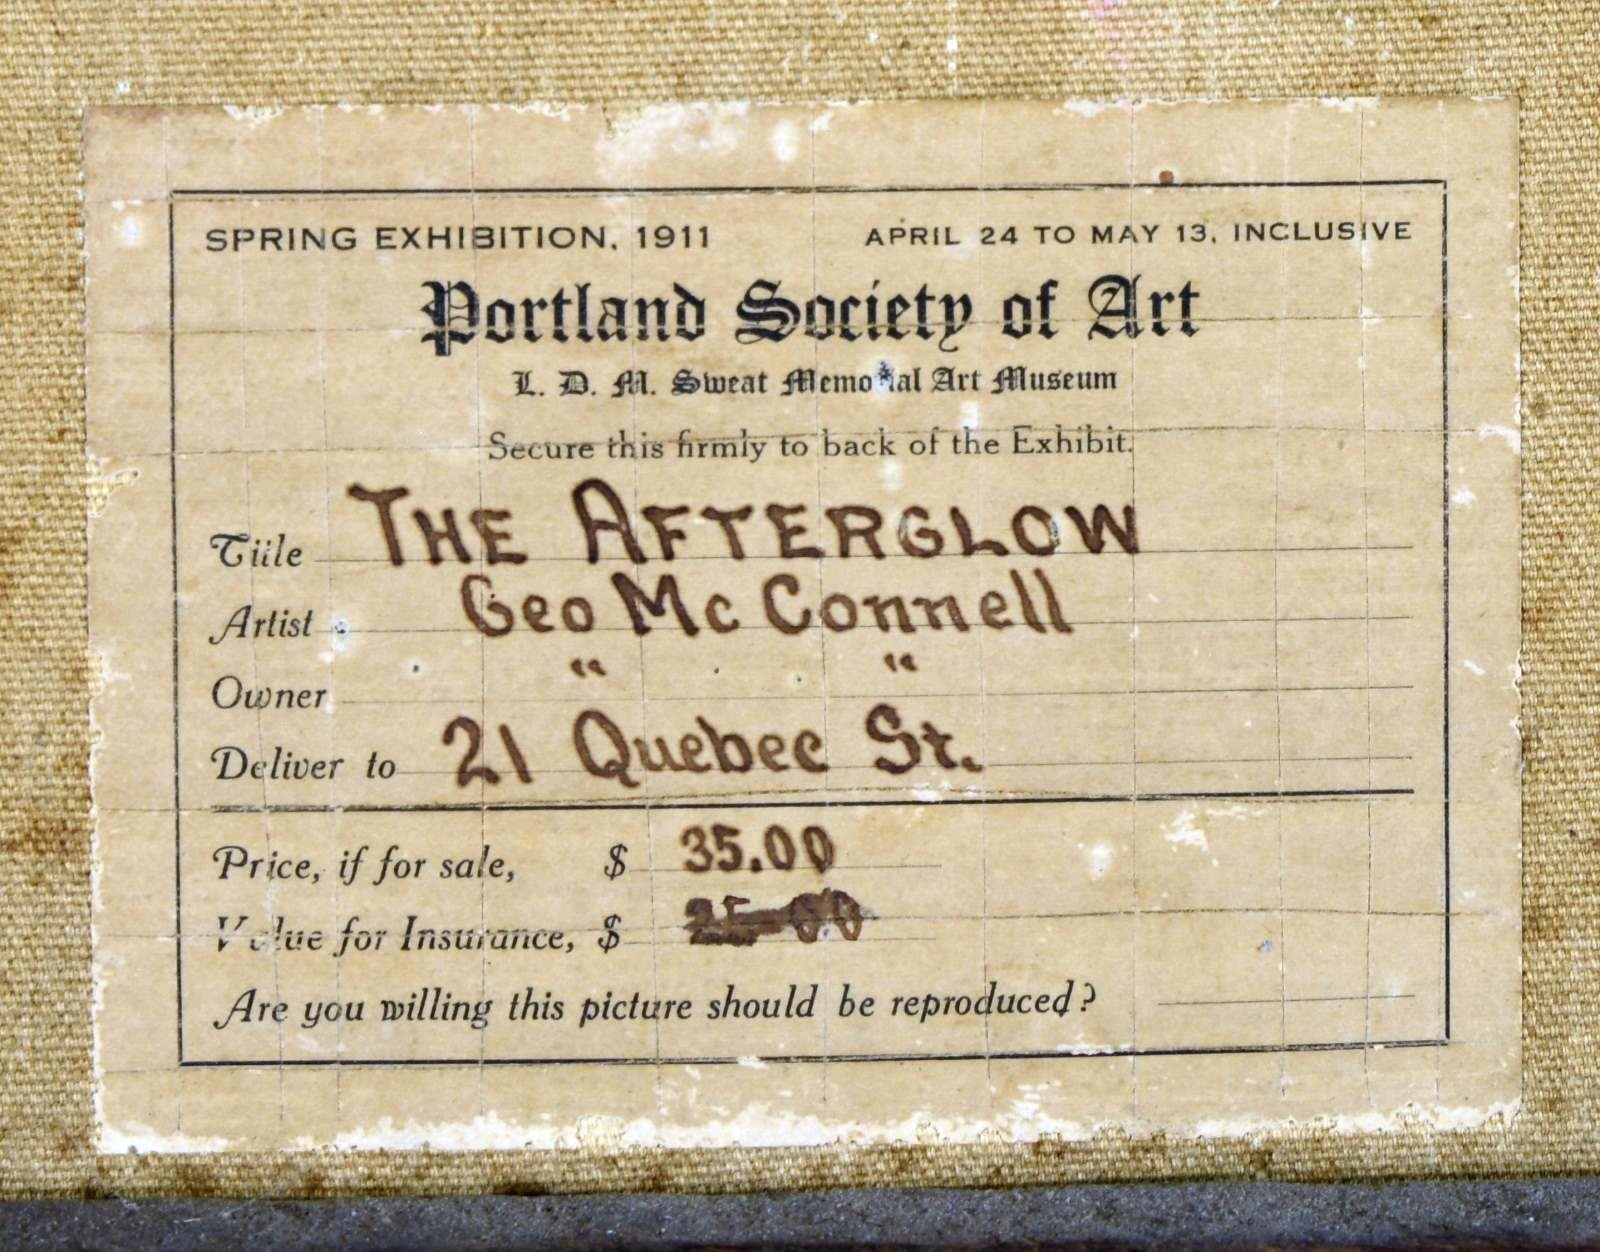 SPRING EXHIBITION, 1911 APRIL 24 TO MAY 13, INCLUSIVE
Portland Society of Art
L. D. M. Sweat Memorial Art Museum
Secure this firmly to back of the Exhibit.
Title THE AFTERGLOW
Artist Geo McConnell
Owner " "
Deliver to 21 Quebec St.
Price, if for sale, $ 35.00
Value for Insurance, $
Are you willing this picture should be reproduced?